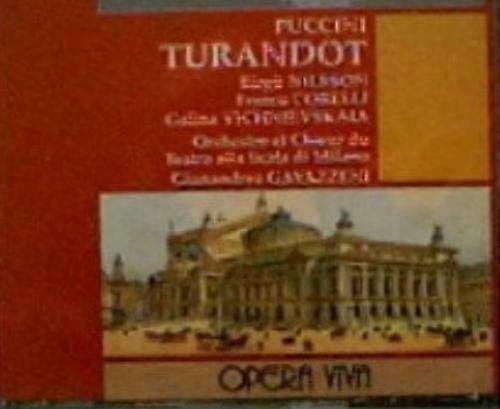 PUCCINI
TURANDOT
Birgit NILSSON
Franco CORELLI
Galina VICHNIEVSKAIA
Orchestre et Chœur du
Teatro alla Scala di Milano
Gianandrea GAVAZZENI
OPERA VIVA